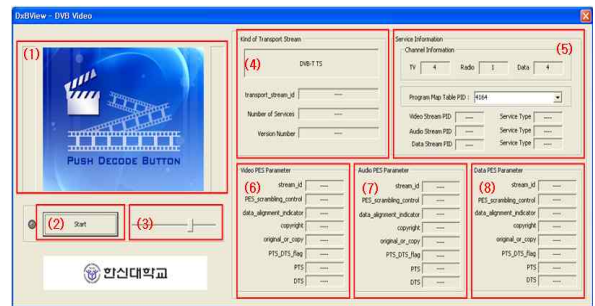 DxBView - DVB Video
(1)
PUSH DECODE BUTTON
(2) Start
(3)
한신대학교
Kind of Transport Stream
(4) DVB-T TS
transport_stream_id ----
Number of Services ----
Version Number ----
Service Information
(5)
Channel Information
TV 4 Radio 1 Data 4
Program Map Table PID : 4164
Video Stream PID ---- Service Type ----
Audio Stream PID ---- Service Type ----
Data Stream PID ---- Service Type ----
Video PES Parameter
(6) stream_id ----
PES_scrambling_control ----
data_alignment_indicator ----
copyright ----
original_or_copy ----
PTS_DTS_flag ----
PTS ----
DTS ----
Audio PES Parameter
(7) stream_id ----
PES_scrambling_control ----
data_alignment_indicator ----
copyright ----
original_or_copy ----
PTS_DTS_flag ----
PTS ----
DTS ----
Data PES Parameter
(8) stream_id ----
PES_scrambling_control ----
data_alignment_indicator ----
copyright ----
original_or_copy ----
PTS_DTS_flag ----
PTS ----
DTS ----